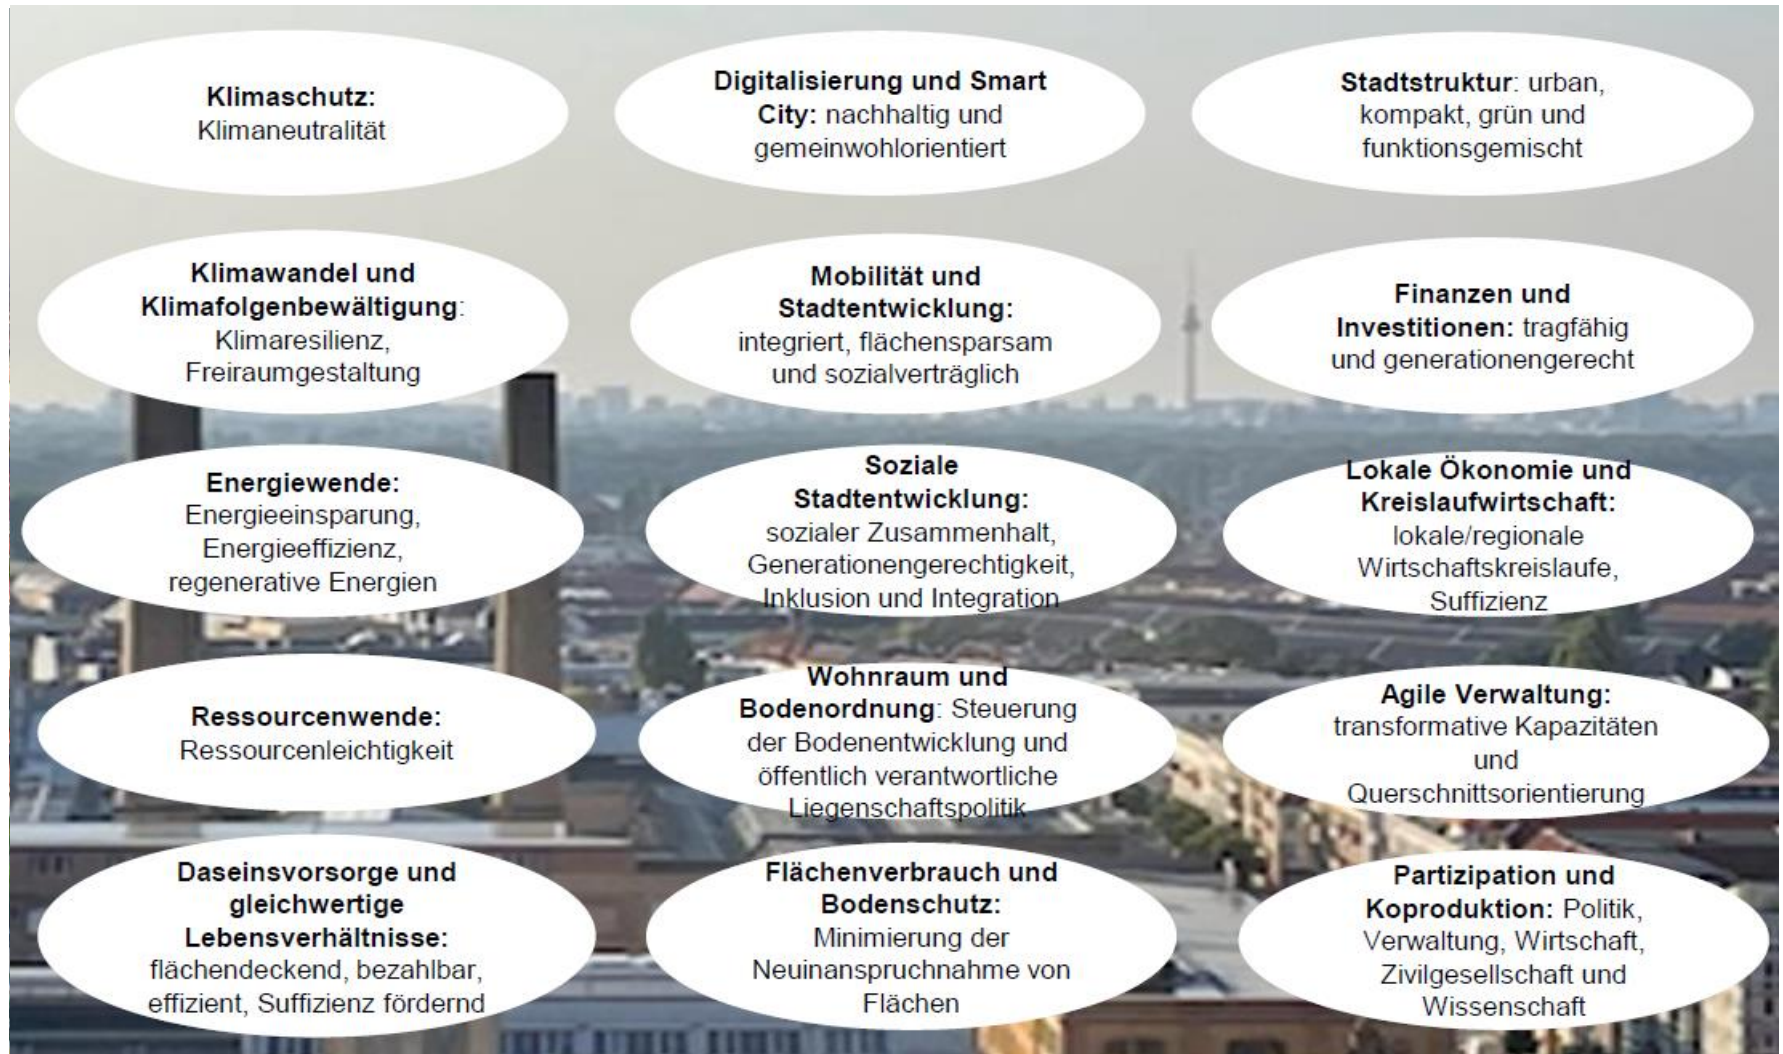 Klimaschutz:
Klimaneutralität
Digitalisierung und Smart
City: nachhaltig und
gemeinwohlorientiert
Stadtstruktur: urban,
kompakt, grün und
funktionsgemischt
Klimawandel und
Klimafolgenbewältigung:
Klimaresilienz,
Freiraumgestaltung
Mobilität und
Stadtentwicklung:
integriert, flächensparsam
und sozialverträglich
Finanzen und
Investitionen: tragfähig
und generationengerecht
Energiewende:
Energieeinsparung,
Energieeffizienz,
regenerative Energien
Soziale
Stadtentwicklung:
sozialer Zusammenhalt,
Generationengerechtigkeit,
Inklusion und Integration
Lokale Ökonomie und
Kreislaufwirtschaft:
lokale/regionale
Wirtschaftskreislaufe,
Suffizienz
Ressourcenwende:
Ressourcenleichtigkeit
Wohnraum und
Bodenordnung: Steuerung
der Bodenentwicklung und
öffentlich verantwortliche
Liegenschaftspolitik
Agile Verwaltung:
transformative Kapazitäten
und
Querschnittsorientierung
Daseinsvorsorge und
gleichwertige
Lebensverhältnisse:
flächendeckend, bezahlbar,
effizient, Suffizienz fördernd
Flächenverbrauch und
Bodenschutz:
Minimierung der
Neuinanspruchnahme von
Flächen
Partizipation und
Koproduktion: Politik,
Verwaltung, Wirtschaft,
Zivilgesellschaft und
Wissenschaft